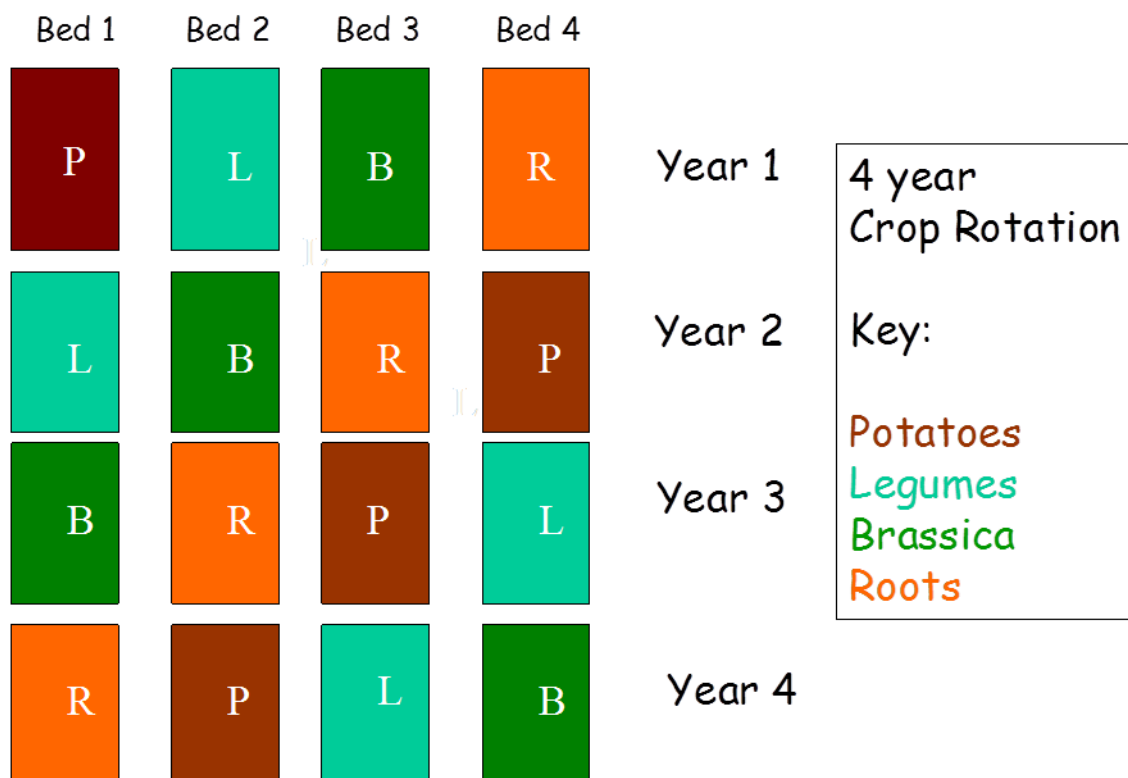 Bed 1 Bed 2 Bed 3 Bed 4
P L B R Year 1
L B R P Year 2
B R P L Year 3
R P L B Year 4
4 year
Crop Rotation
Key:
Potatoes
Legumes
Brassica
Roots